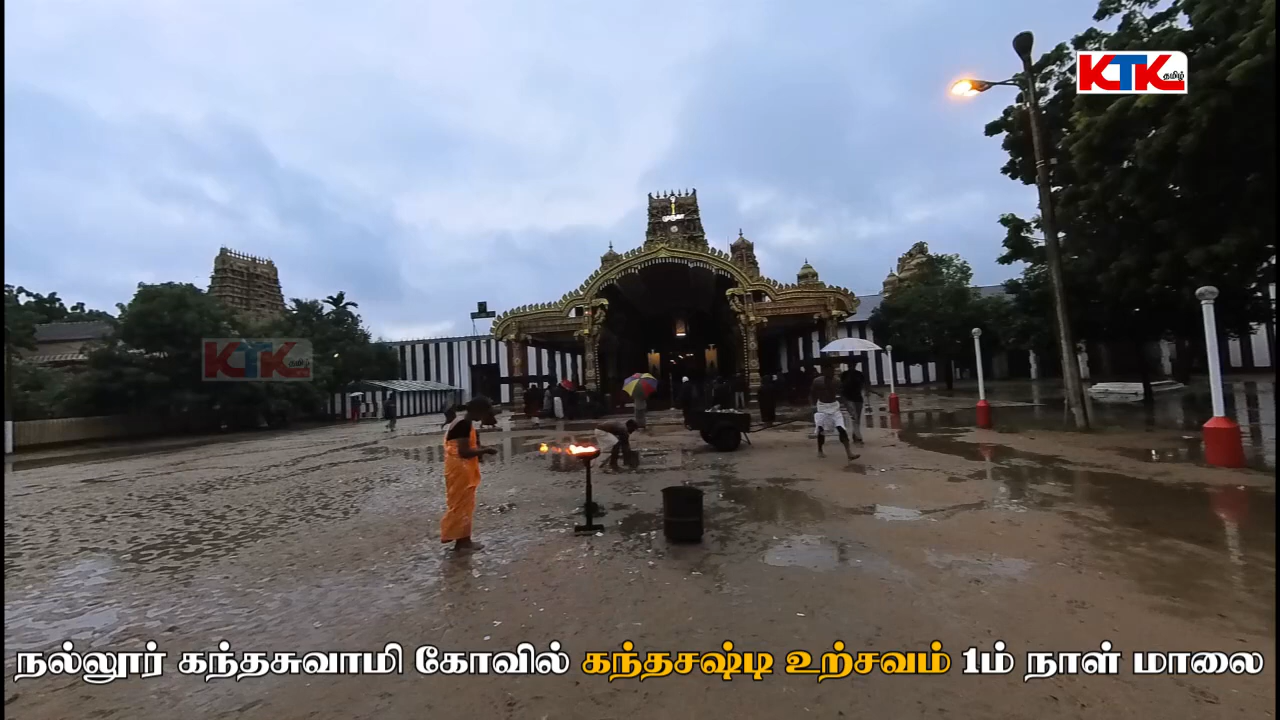 KTK தமிழ்
KTK
நல்லூர் கந்தசுவாமி கோவில் கந்தசஷ்டி உற்சவம் 1ம் நாள் மாலை